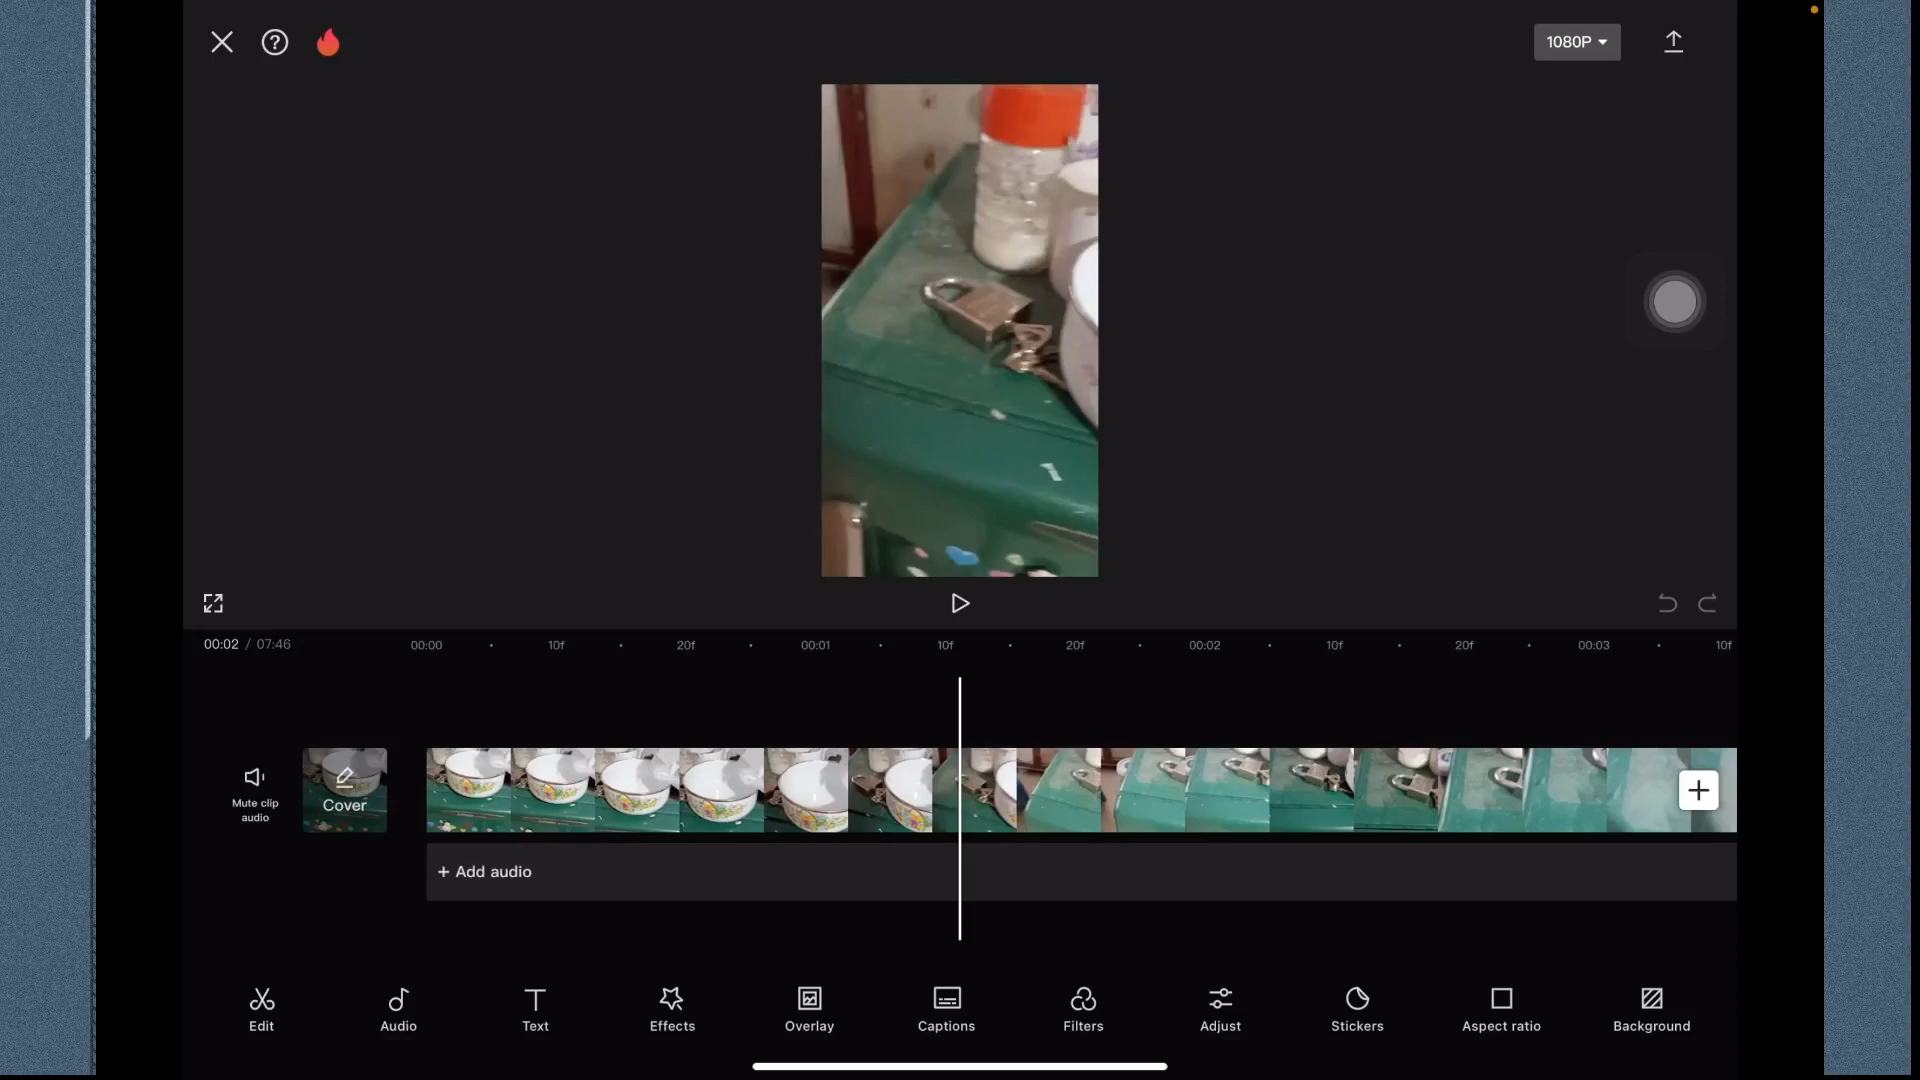 1080P
00:02 / 07:46
00:00 10f 20f 00:01 10f 20f 00:02 10f 20f 00:03 10f
Mute clip
audio
Cover
+ Add audio
Edit
Audio
Text
Effects
Overlay
Captions
Filters
Adjust
Stickers
Aspect ratio
Background